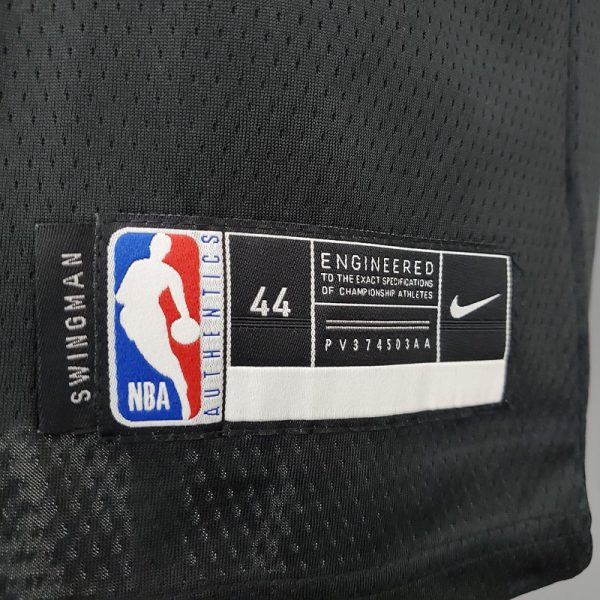 SWINGMAN
NBA
AUTHENTICS
44
ENGINEERED
TO THE EXACT SPECIFICATIONS
OF CHAMPIONSHIP ATHLETES
PV374503AA